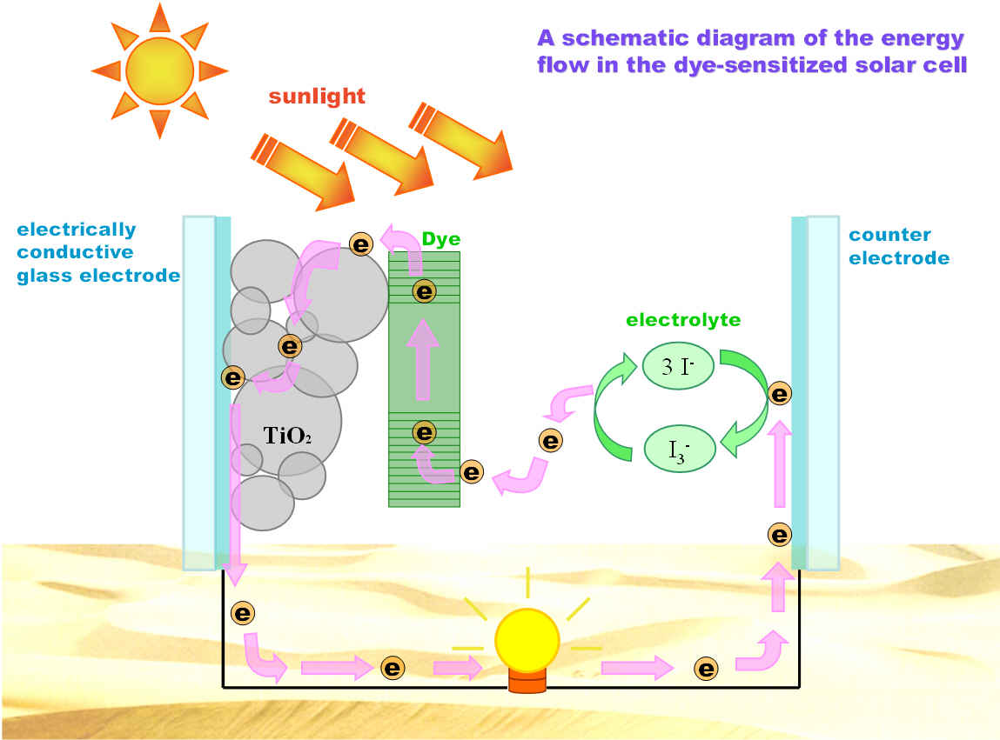 A schematic diagram of the energy
flow in the dye-sensitized solar cell
sunlight
electrically
conductive
glass electrode
Dye
counter
electrode
electrolyte
e
e
e
e
e
3 I⁻
e
TiO₂
e
e
I₃⁻
e
e
e
e
e